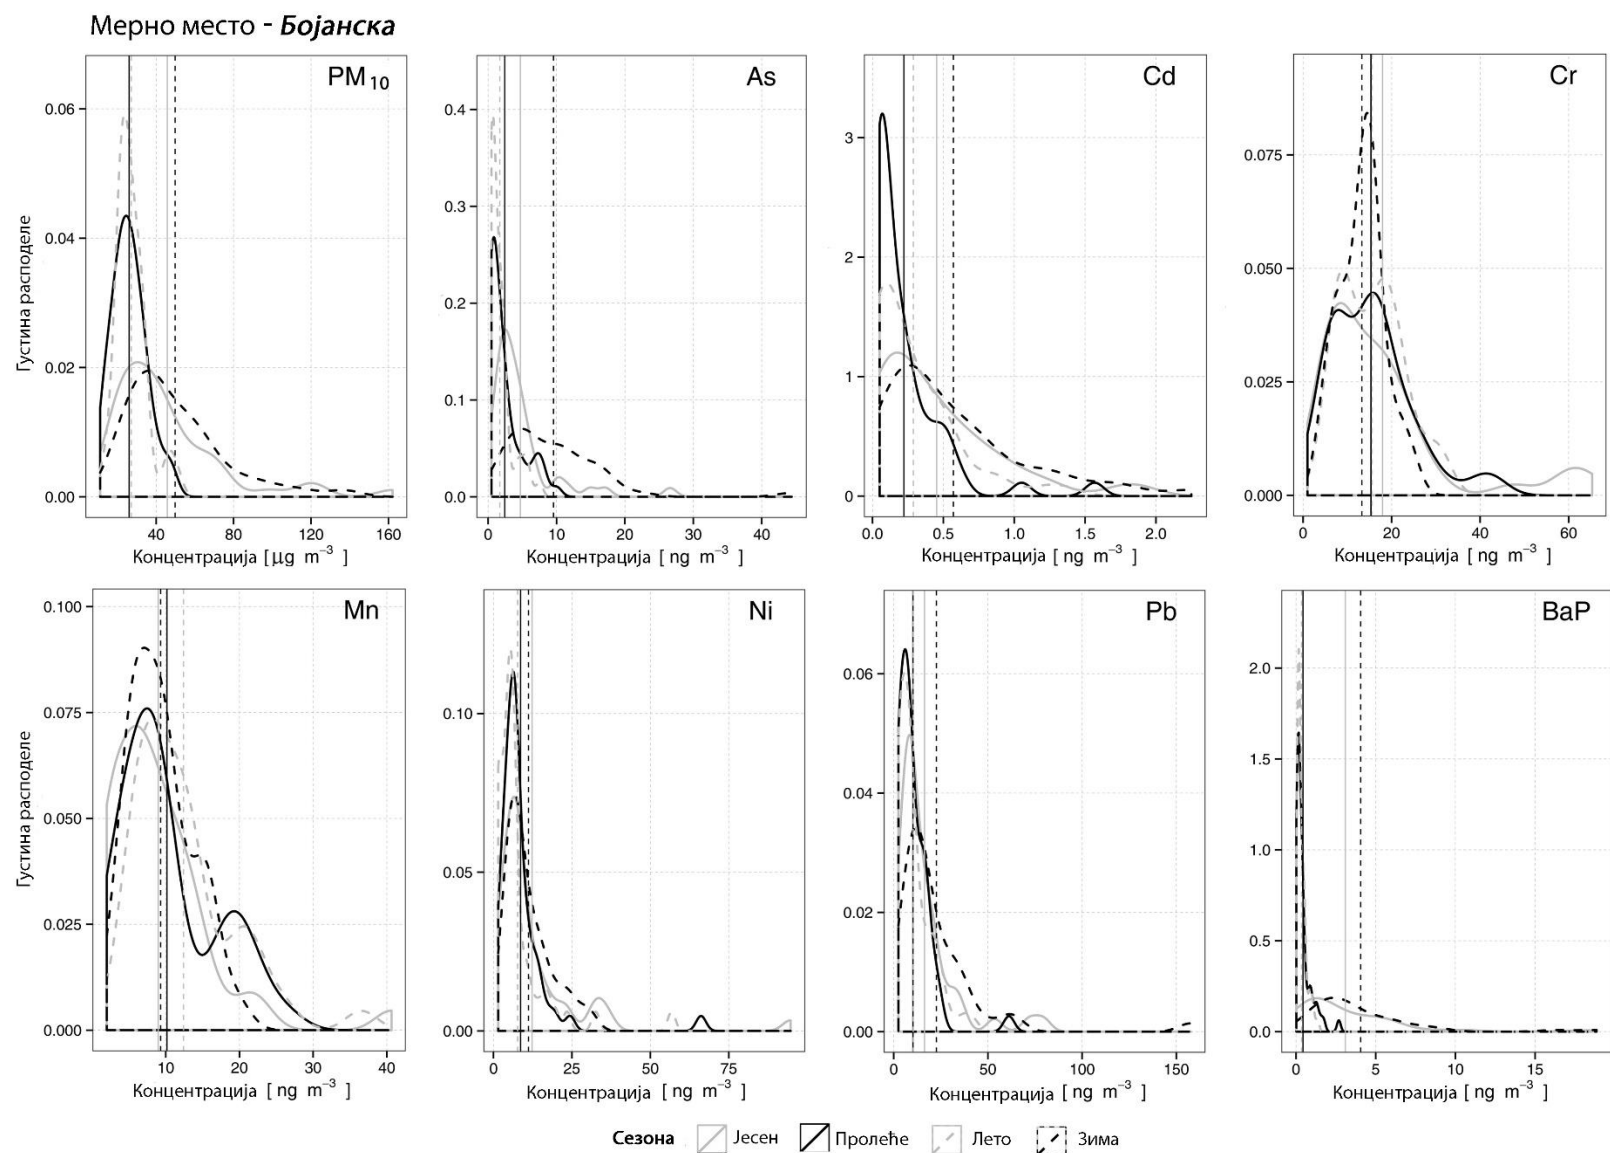 Мерно место - Бојанска
PM₁₀
As
Cd
Cr
Густина расподеле
0.06
0.04
0.02
0.00
0.4
0.3
0.2
0.1
0.0
3
2
1
0
0.075
0.050
0.025
0.000
40 80 120 160
0 10 20 30 40
0.0 0.5 1.0 1.5 2.0
0 20 40 60
Концентрација [µg m⁻³ ]
Концентрација [ ng m⁻³ ]
Концентрација [ ng m⁻³ ]
Концентрација [ ng m⁻³ ]
Mn
Ni
Pb
BaP
Густина расподеле
0.100
0.075
0.050
0.025
0.000
0.10
0.05
0.00
0.06
0.04
0.02
0.00
2.0
1.5
1.0
0.5
0.0
10 20 30 40
0 25 50 75
0 50 100 150
0 5 10 15
Концентрација [ ng m⁻³ ]
Концентрација [ ng m⁻³ ]
Концентрација [ ng m⁻³ ]
Концентрација [ ng m⁻³ ]
Сезона Јесен Пролеће Лето Зима